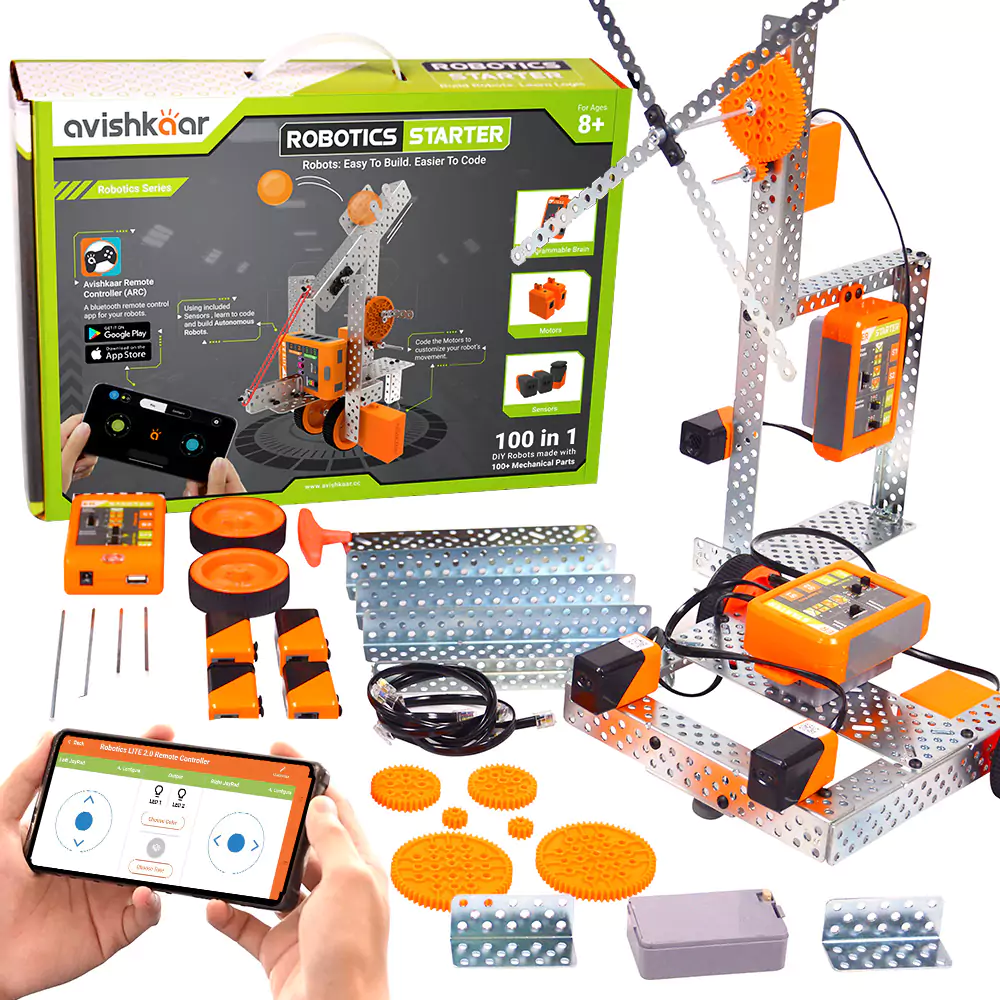 ROBOTICS
STARTER
Build Robots. Learn Logic
avishkaar
ROBOTICS STARTER
Robots: Easy To Build. Easier To Code
For Ages
8+
Robotics Series
Avishkaar Remote
Controller (ARC)
A bluetooth remote control
app for your robots.
GET IT ON
Google Play
Download on the
App Store
Using included
Sensors, learn to code
and build Autonomous
Robots.
Code the Motors to
customize your robot's
movement.
grammable Brain
Motors
Sensors
100 in 1
DIY Robots made with
100+ Mechanical Parts
www.avishkaar.cc
STARTER
Back
Robotics LITE 2.0 Remote Controller
Left JoyPad
Configure
Output
Right JoyPad
Configure
LED 1
LED 2